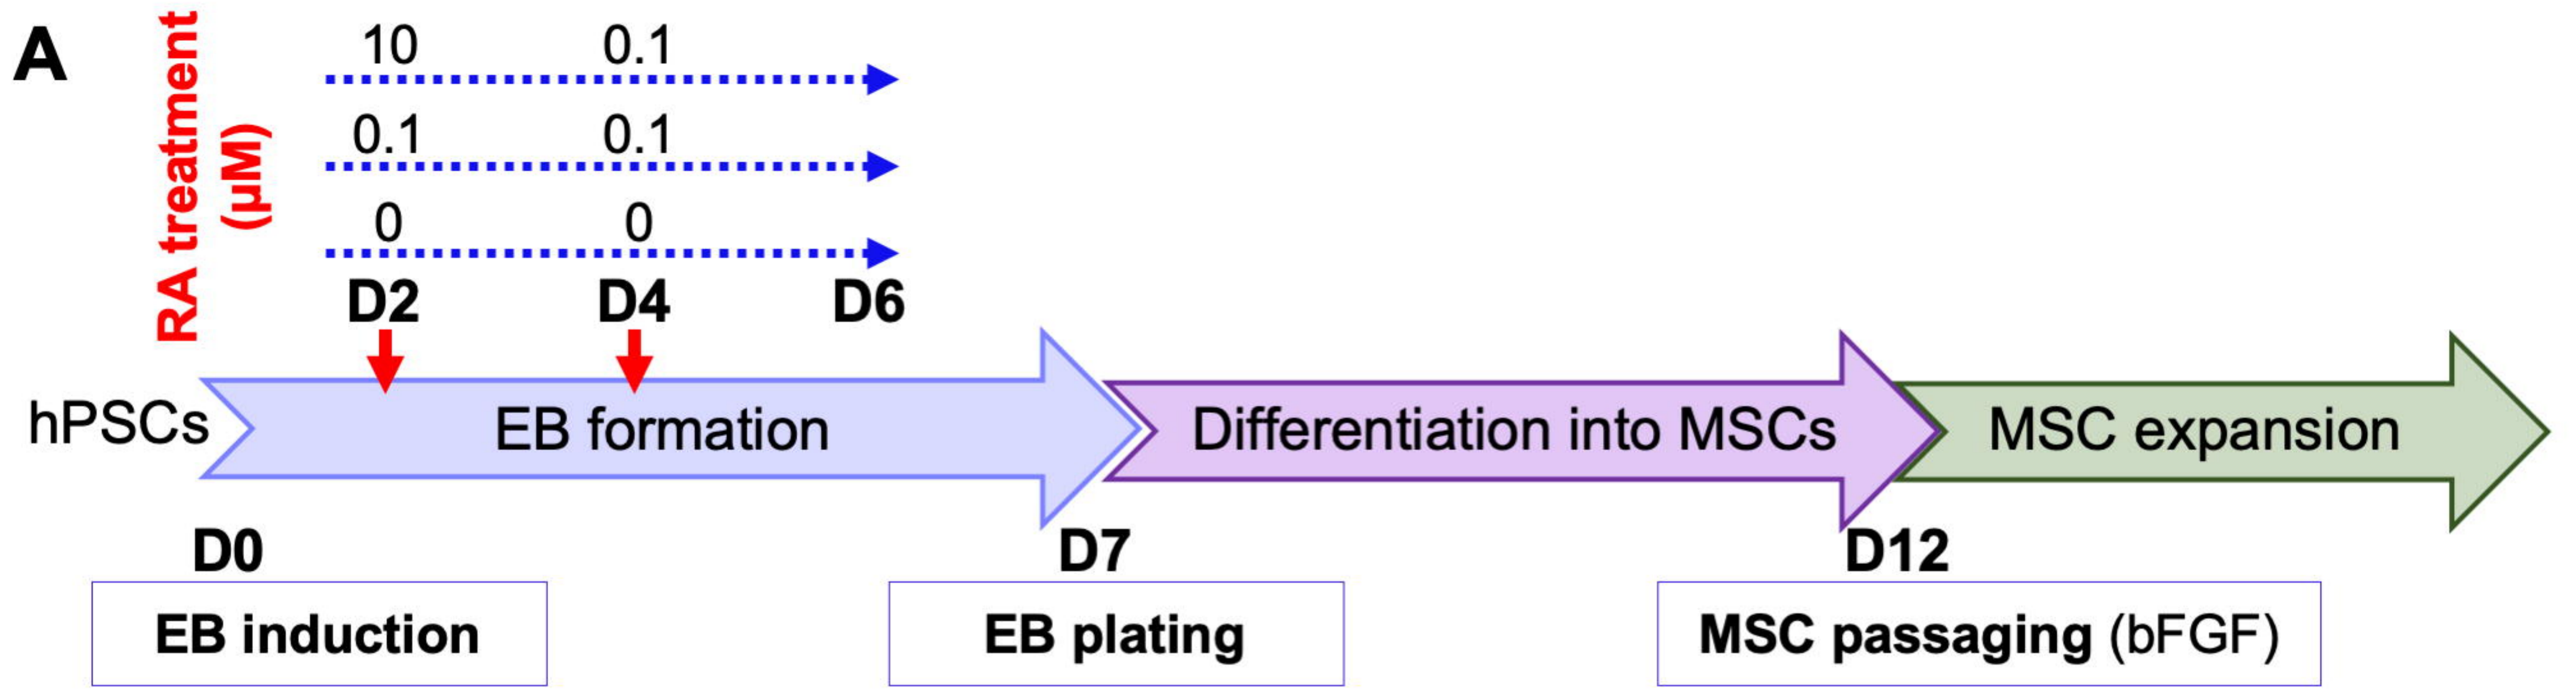 A
RA treatment
(μM)
10 0.1
0.1 0.1
0 0
D2 D4 D6
hPSCs EB formation Differentiation into MSCs MSC expansion
D0 D7 D12
EB induction EB plating MSC passaging (bFGF)